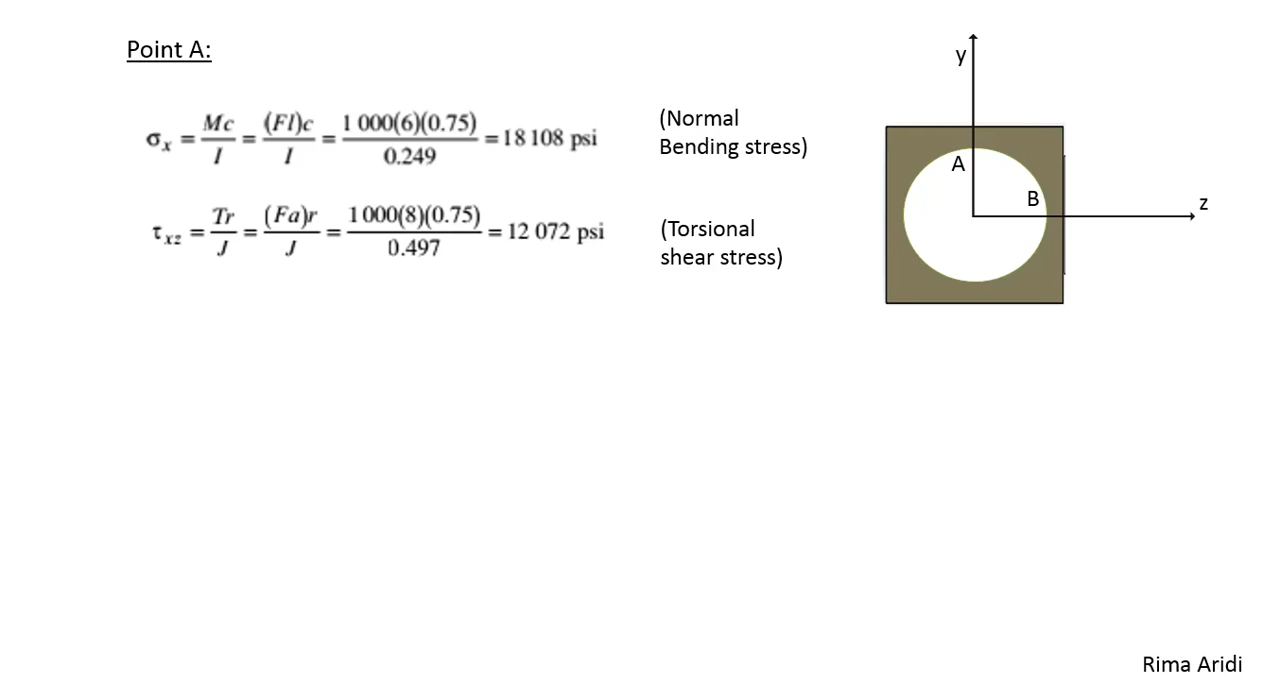 Point A:
σx = Mc/I = (Fl)c/I = 1 000(6)(0.75)/0.249 = 18 108 psi
(Normal
Bending stress)
τxz = Tr/J = (Fa)r/J = 1 000(8)(0.75)/0.497 = 12 072 psi
(Torsional
shear stress)
y
A
B
z
Rima Aridi